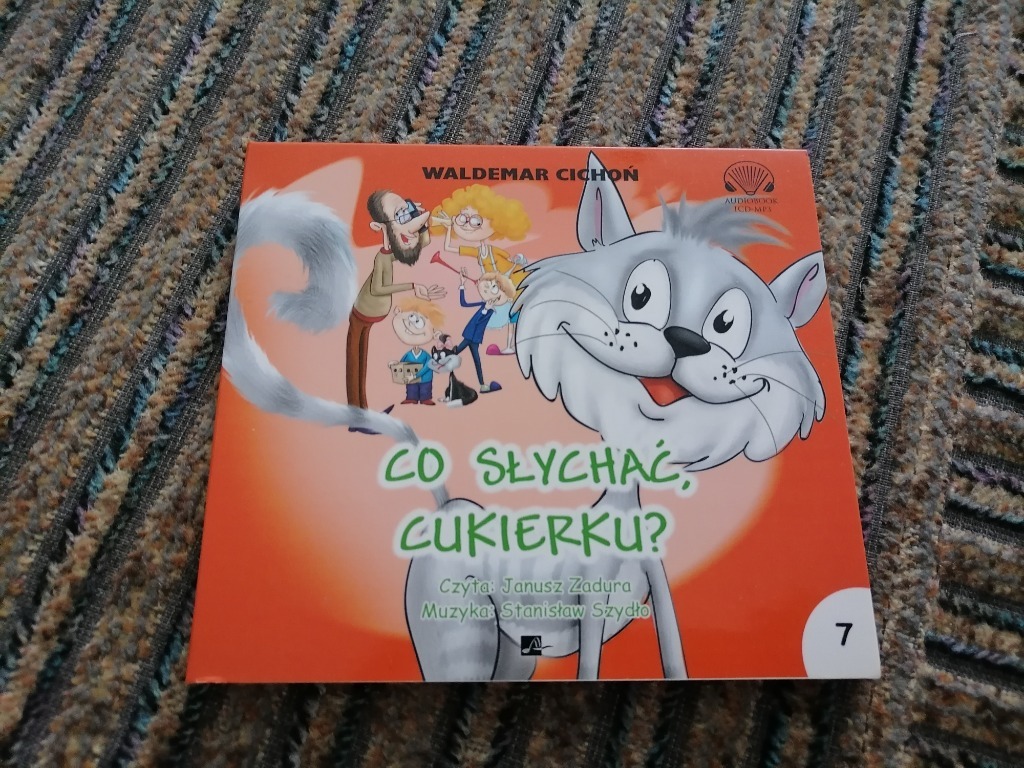 WALDEMAR CICHOŃ
AUDIOBOOK
1CD-MP3
CO SŁYCHAĆ,
CUKIERKU?
Czyta: Janusz Zadura
Muzyka: Stanisław Szydło
7